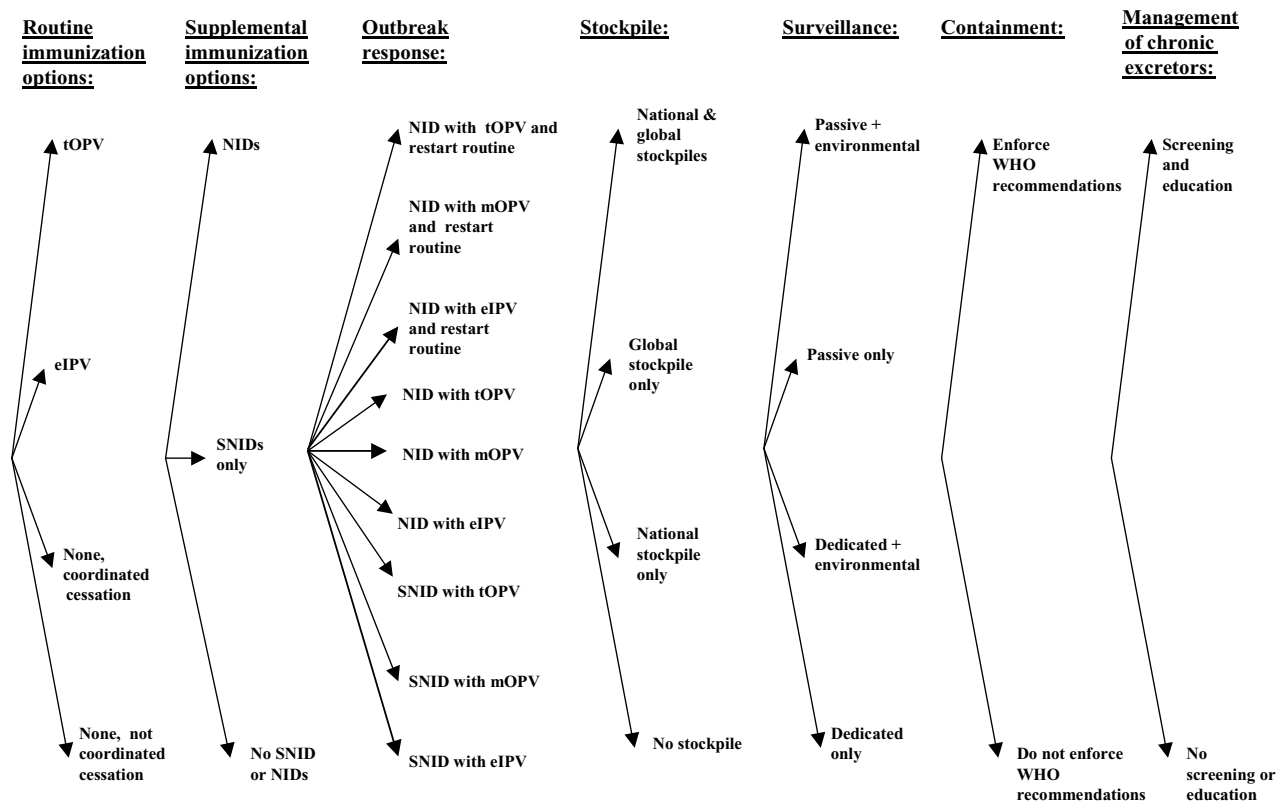 Routine
immunization
options:
tOPV
eIPV
None,
coordinated
cessation
None, not
coordinated
cessation
Supplemental
immunization
options:
NIDs
SNIDs
only
No SNID
or NIDs
Outbreak
response:
NID with tOPV and
restart routine
NID with mOPV
and restart
routine
NID with eIPV
and restart
routine
NID with tOPV
NID with mOPV
NID with eIPV
SNID with tOPV
SNID with mOPV
SNID with eIPV
Stockpile:
National &
global
stockpiles
Global
stockpile
only
National
stockpile
only
No stockpile
Surveillance:
Passive +
environmental
Passive only
Dedicated +
environmental
Dedicated
only
Containment:
Enforce
WHO
recommendations
Do not enforce
WHO
recommendations
Management
of chronic
excretors:
Screening
and
education
No
screening or
education